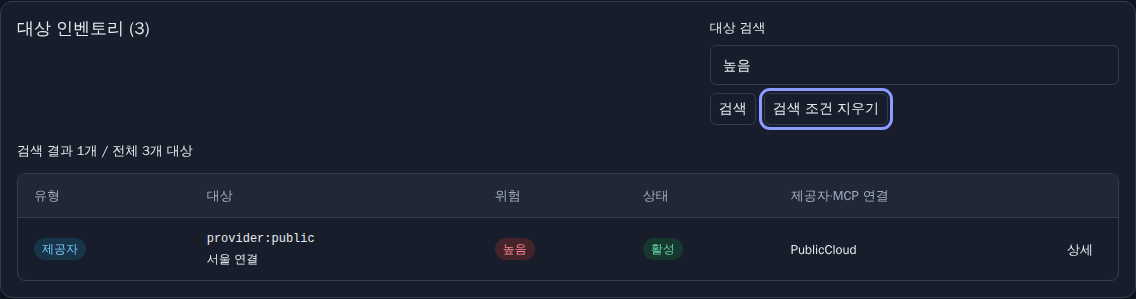 대상 인벤토리 (3)
대상 검색
높음
검색 검색 조건 지우기
검색 결과 1개 / 전체 3개 대상
유형 대상 위험 상태 제공자·MCP 연결
제공자 provider:public 높음 활성 PublicCloud 상세
서울 연결